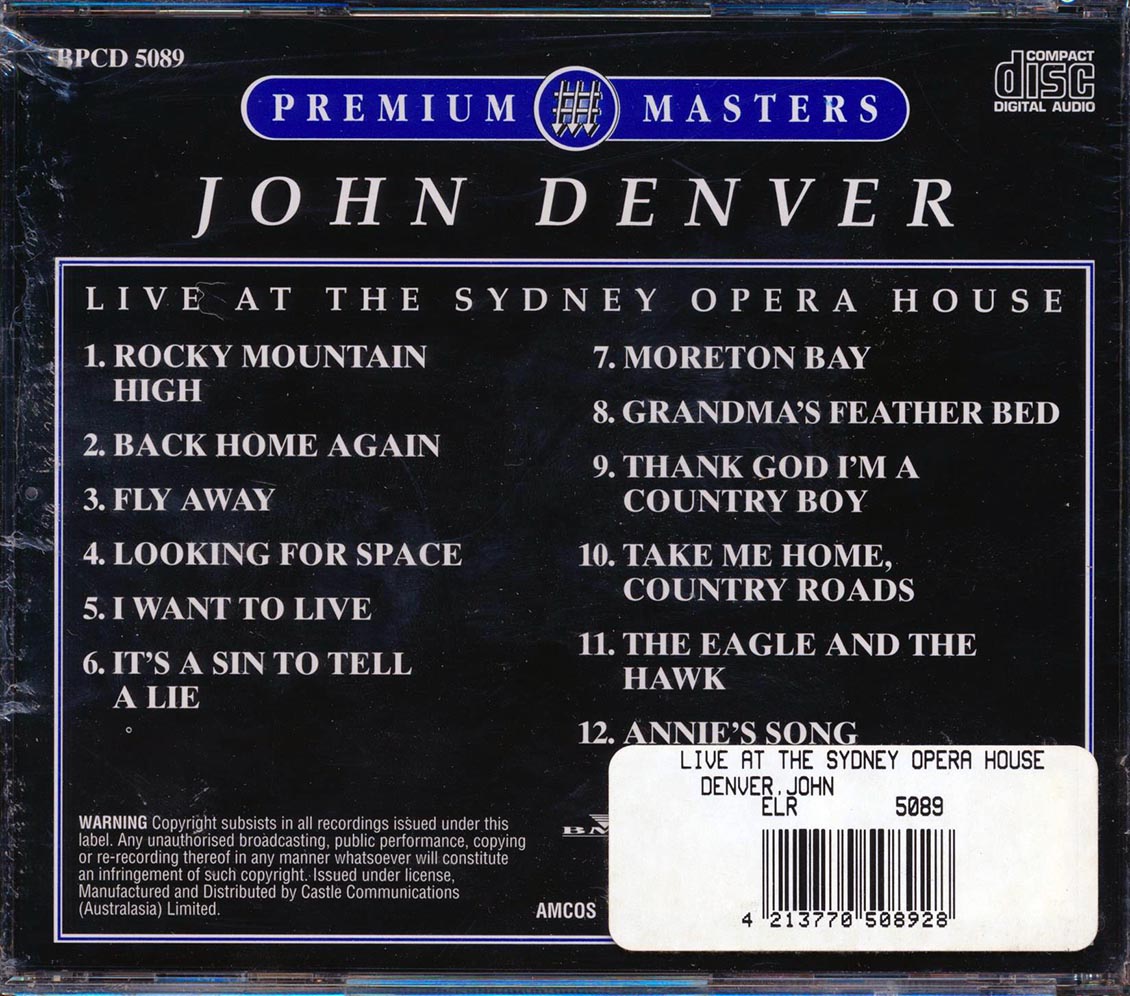 BPCD 5089
COMPACT
disc
DIGITAL AUDIO
PREMIUM MASTERS
JOHN DENVER
LIVE AT THE SYDNEY OPERA HOUSE
1. ROCKY MOUNTAIN
HIGH
2. BACK HOME AGAIN
3. FLY AWAY
4. LOOKING FOR SPACE
5. I WANT TO LIVE
6. IT'S A SIN TO TELL
A LIE
7. MORETON BAY
8. GRANDMA'S FEATHER BED
9. THANK GOD I'M A
COUNTRY BOY
10. TAKE ME HOME,
COUNTRY ROADS
11. THE EAGLE AND THE
HAWK
12. ANNIE'S SONG
WARNING Copyright subsists in all recordings issued under this
label. Any unauthorised broadcasting, public performance, copying
or re-recording thereof in any manner whatsoever will constitute
an infringement of such copyright. Issued under license,
Manufactured and Distributed by Castle Communications
(Australasia) Limited.
AMCOS
LIVE AT THE SYDNEY OPERA HOUSE
DENVER,JOHN
ELR 5089
4 213770 508928